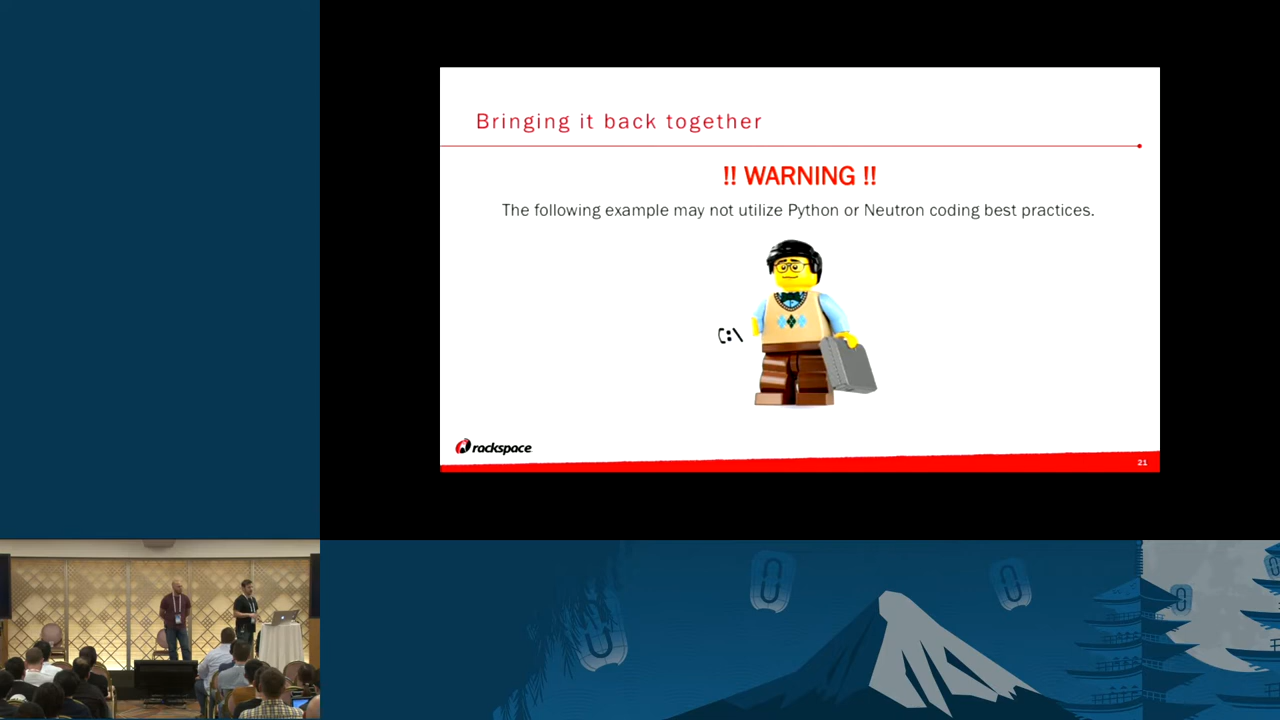 Bringing it back together
!! WARNING !!
The following example may not utilize Python or Neutron coding best practices.
C:\
rackspace
21